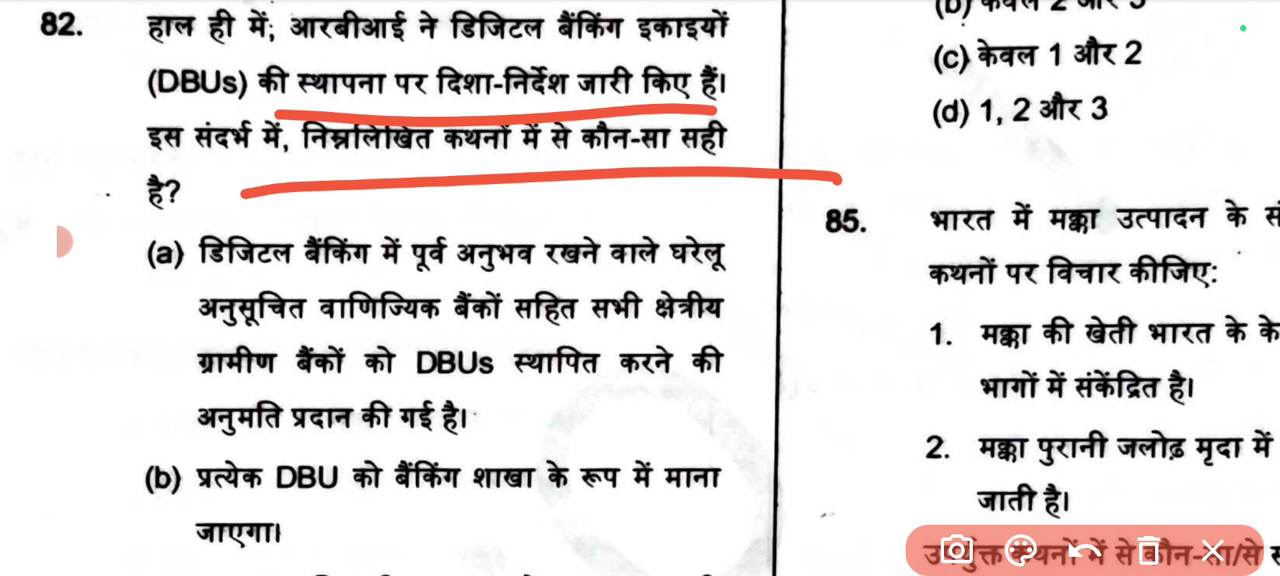 82. हाल ही में; आरबीआई ने डिजिटल बैंकिंग इकाइयों
(DBUs) की स्थापना पर दिशा-निर्देश जारी किए हैं।
इस संदर्भ में, निम्नलिखित कथनों में से कौन-सा सही
है?
(a) डिजिटल बैंकिंग में पूर्व अनुभव रखने वाले घरेलू
अनुसूचित वाणिज्यिक बैंकों सहित सभी क्षेत्रीय
ग्रामीण बैंकों को DBUs स्थापित करने की
अनुमति प्रदान की गई है।
(b) प्रत्येक DBU को बैंकिंग शाखा के रूप में माना
जाएगा।
(c) केवल 1 और 2
(d) 1, 2 और 3
85. भारत में मक्का उत्पादन के
कथनों पर विचार कीजिए:
1. मक्का की खेती भारत के
भागों में संकेंद्रित है।
2. मक्का पुरानी जलोढ़ मृदा में
जाती है।
उपर्युक्त कथनों में से कौन-सा/से